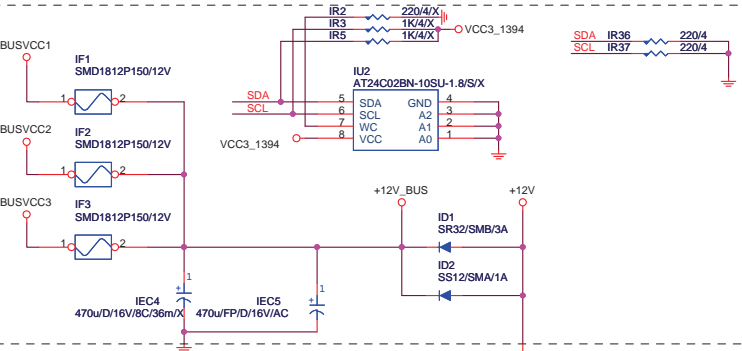 IR2 220/4/X
IR3 1K/4/X
IR5 1K/4/X
VCC3_1394
SDA IR36 220/4
SCL IR37 220/4
BUSVCC1
IF1
SMD1812P150/12V
1 2
IU2
AT24C02BN-10SU-1.8/S/X
SDA 5 SDA GND 4
SCL 6 SCL A2 3
7 WC A1 2
VCC3_1394 8 VCC A0 1
BUSVCC2
IF2
SMD1812P150/12V
1 2
BUSVCC3
IF3
SMD1812P150/12V
1 2
+12V_BUS +12V
ID1
SR32/SMB/3A
ID2
SS12/SMA/1A
1
+
IEC4
470u/D/16V/8C/36m/X
1
+
IEC5
470u/FP/D/16V/AC